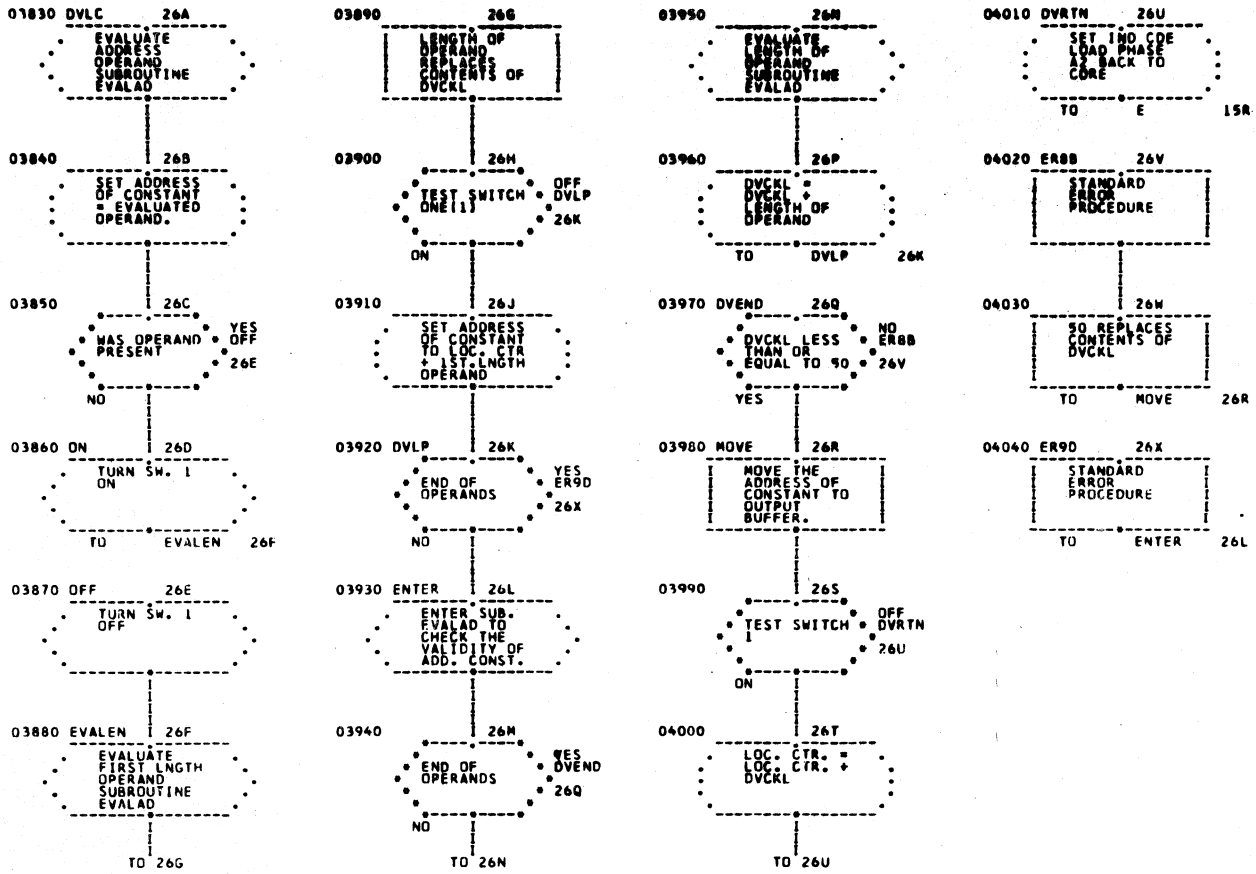 03830 DVLC 26A
EVALUATE
ADDRESS
OPERAND
SUBROUTINE
EVALAD
03840 26B
SET ADDRESS
OF CONSTANT
= EVALUATED
OPERAND.
03850 26C
WAS OPERAND
PRESENT
YES
OFF
26E
NO
03860 ON 26D
TURN SW. 1
ON
TO EVALEN 26F
03870 OFF 26E
TURN SW. 1
OFF
03880 EVALEN 26F
EVALUATE
FIRST LNGTH
OPERAND
SUBROUTINE
EVALAD
TO 26G
03890 26G
LENGTH OF
OPERAND
REPLACES
CONTENTS OF
DVCKL
03900 26H
TEST SWITCH
ONE(1)
OFF
DVLP
26K
ON
03910 26J
SET ADDRESS
OF CONSTANT
TO LOC. CTR
+ 1ST.LNGTH
OPERAND
03920 DVLP 26K
END OF
OPERANDS
YES
ER9D
26X
NO
03930 ENTER 26L
ENTER SUB.
EVALAD TO
CHECK THE
VALIDITY OF
ADD. CONST.
03940 26M
END OF
OPERANDS
YES
DVEND
26Q
NO
TO 26N
03950 26N
EVALUATE
LENGTH OF
OPERAND
SUBROUTINE
EVALAD
03960 26P
DVCKL =
DVCKL +
LENGTH OF
OPERAND
TO DVLP 26K
03970 DVEND 26Q
DVCKL LESS
THAN OR
EQUAL TO 50
NO
ER8B
26V
YES
03980 MOVE 26R
MOVE THE
ADDRESS OF
CONSTANT TO
OUTPUT
BUFFER.
03990 26S
TEST SWITCH
1
OFF
DVRTN
26U
ON
04000 26T
LOC. CTR. =
LOC. CTR. +
DVCKL
TO 26U
04010 DVRTN 26U
SET IND CDE
LOAD PHASE
A2 BACK TO
CORE
TO E 15R
04020 ER8B 26V
STANDARD
ERROR
PROCEDURE
04030 26W
50 REPLACES
CONTENTS OF
DVCKL
TO MOVE 26R
04040 ER9D 26X
STANDARD
ERROR
PROCEDURE
TO ENTER 26L